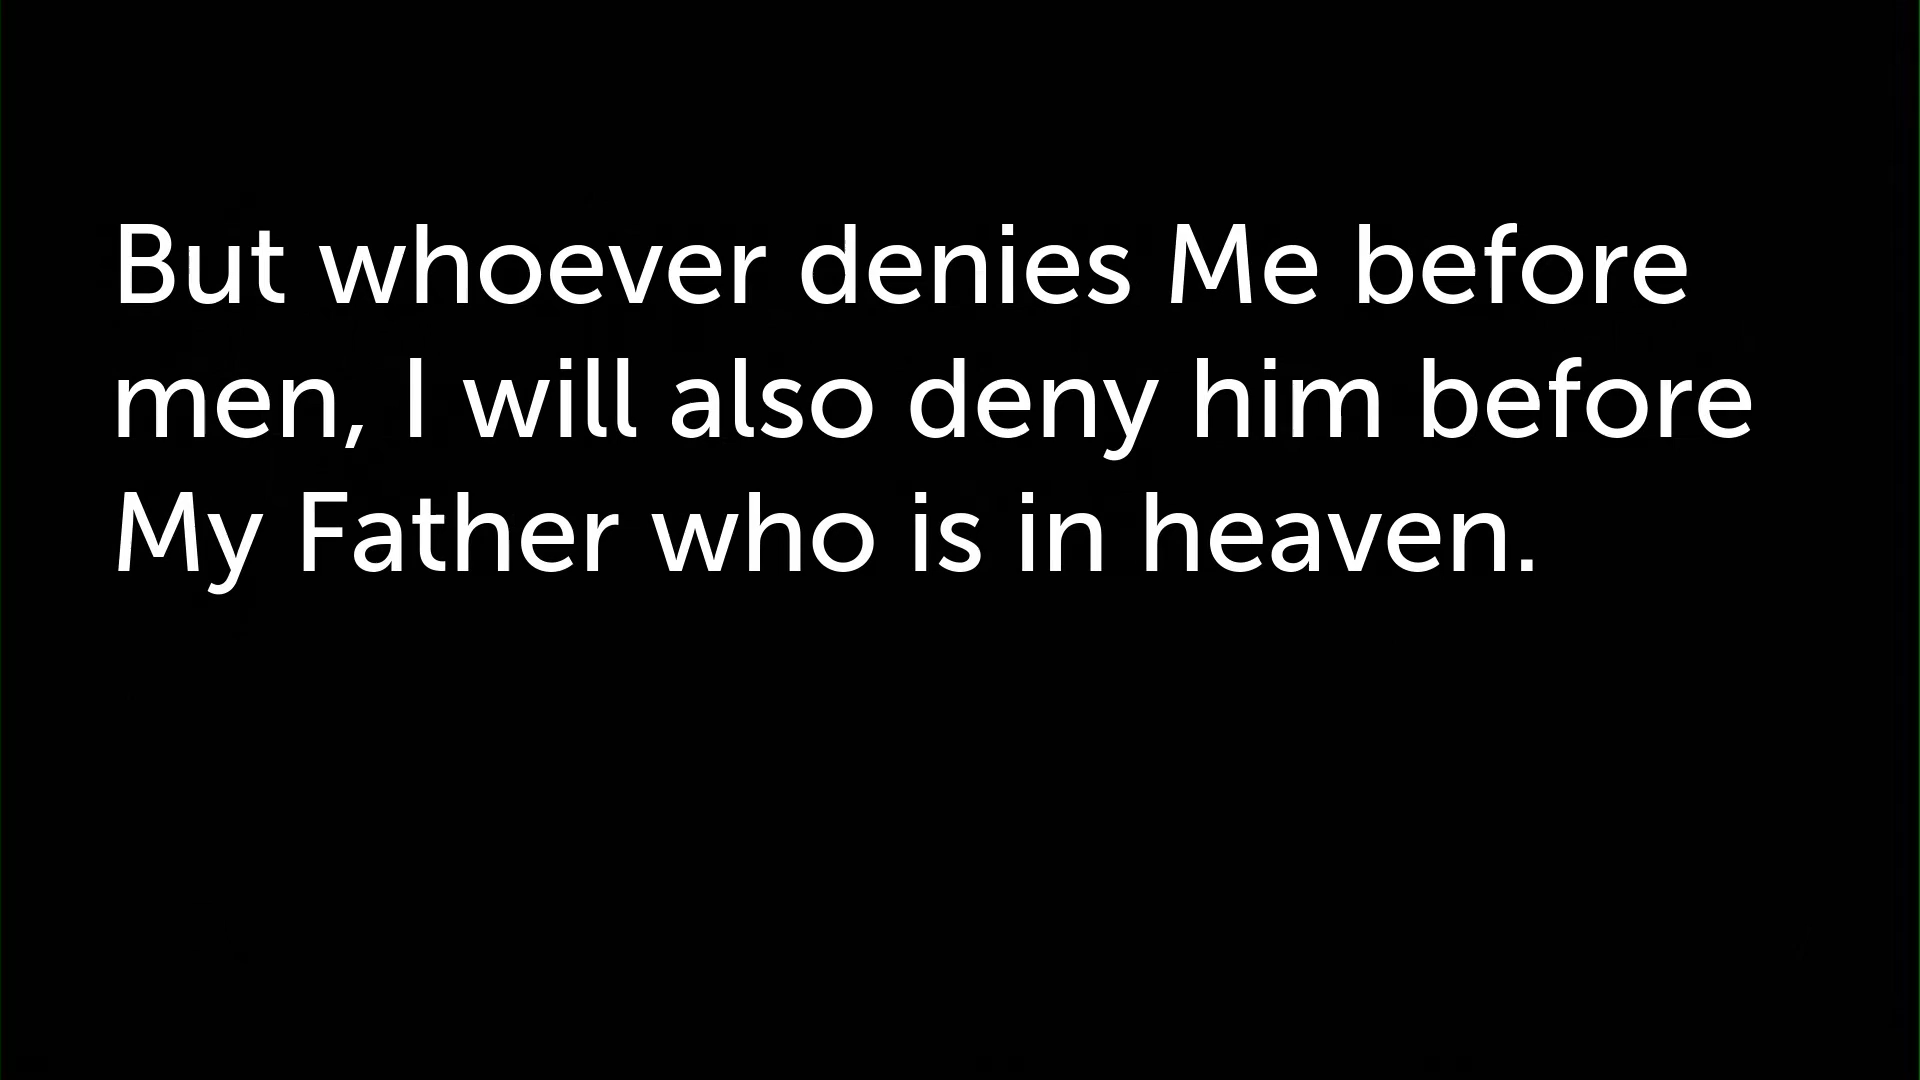 But whoever denies Me before
men, I will also deny him before
My Father who is in heaven.